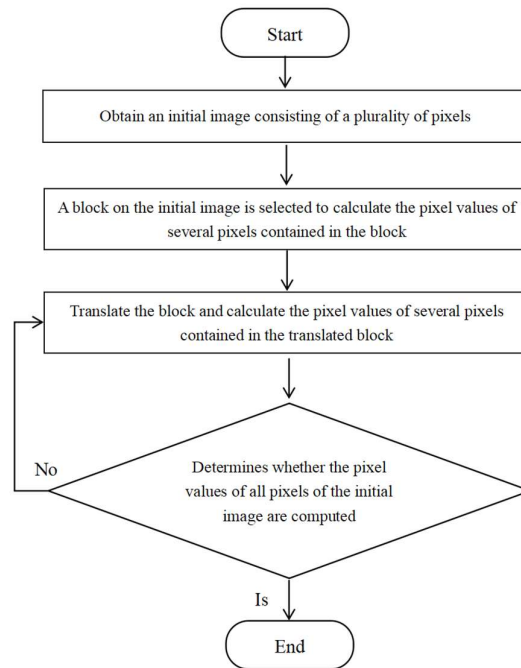 Start
Obtain an initial image consisting of a plurality of pixels
A block on the initial image is selected to calculate the pixel values of
several pixels contained in the block
Translate the block and calculate the pixel values of several pixels
contained in the translated block
No
Determines whether the pixel
values of all pixels of the initial
image are computed
Is
End